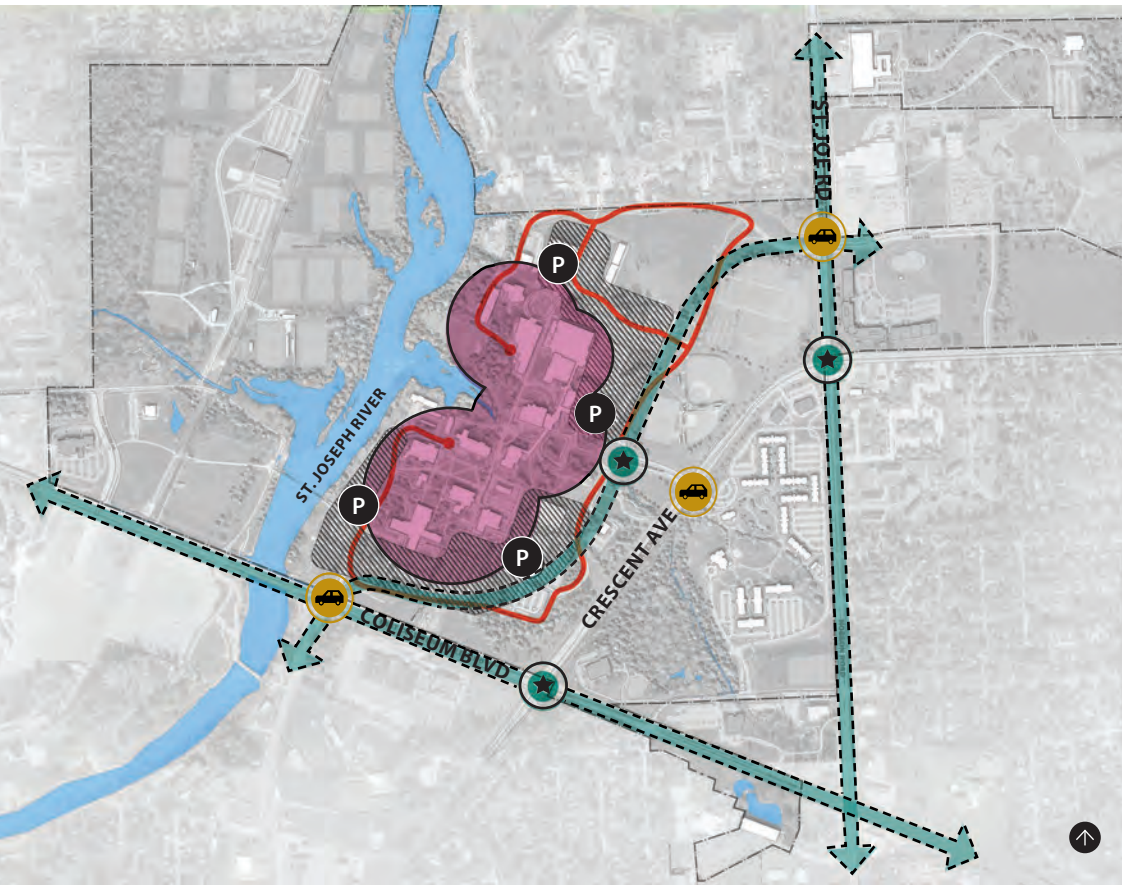 ST. JOE RD
P
P
ST. JOSEPH RIVER
P
P
CRESCENT AVE
COLISEUM BLVD